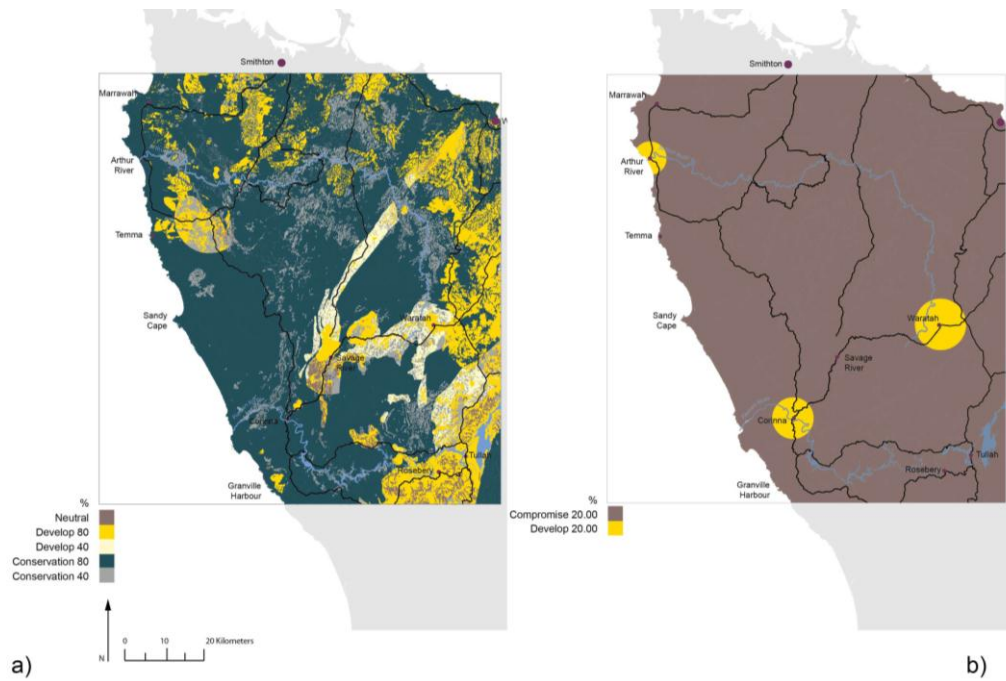 Smithton
Marrawah
Arthur
River
Temma
Sandy
Cape
Waratah
Savage
River
Corinna
Rosebery
Tullah
Granville
Harbour
%
Neutral
Develop 80
Develop 40
Conservation 80
Conservation 40
N
0 10 20 Kilometers
a)
Smithton
Marrawah
Arthur
River
Temma
Sandy
Cape
Waratah
Savage
River
Corinna
Rosebery
Tullah
Granville
Harbour
%
Compromise 20.00
Develop 20.00
b)